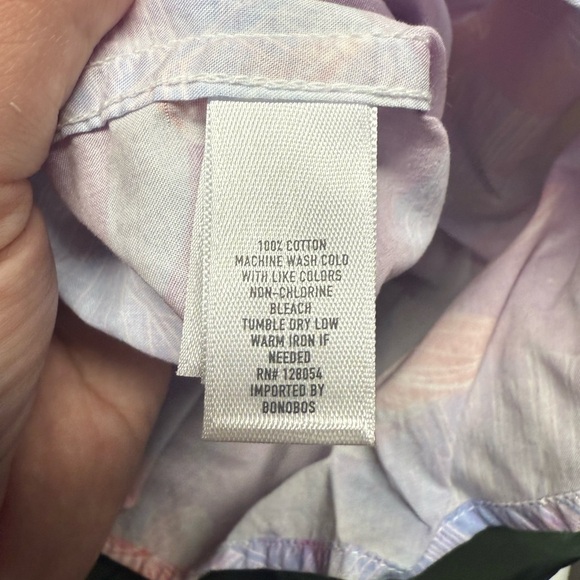 100% COTTON
MACHINE WASH COLD
WITH LIKE COLORS
NON-CHLORINE
BLEACH
TUMBLE DRY LOW
WARM IRON IF
NEEDED
RN# 128054
IMPORTED BY
BONOBOS